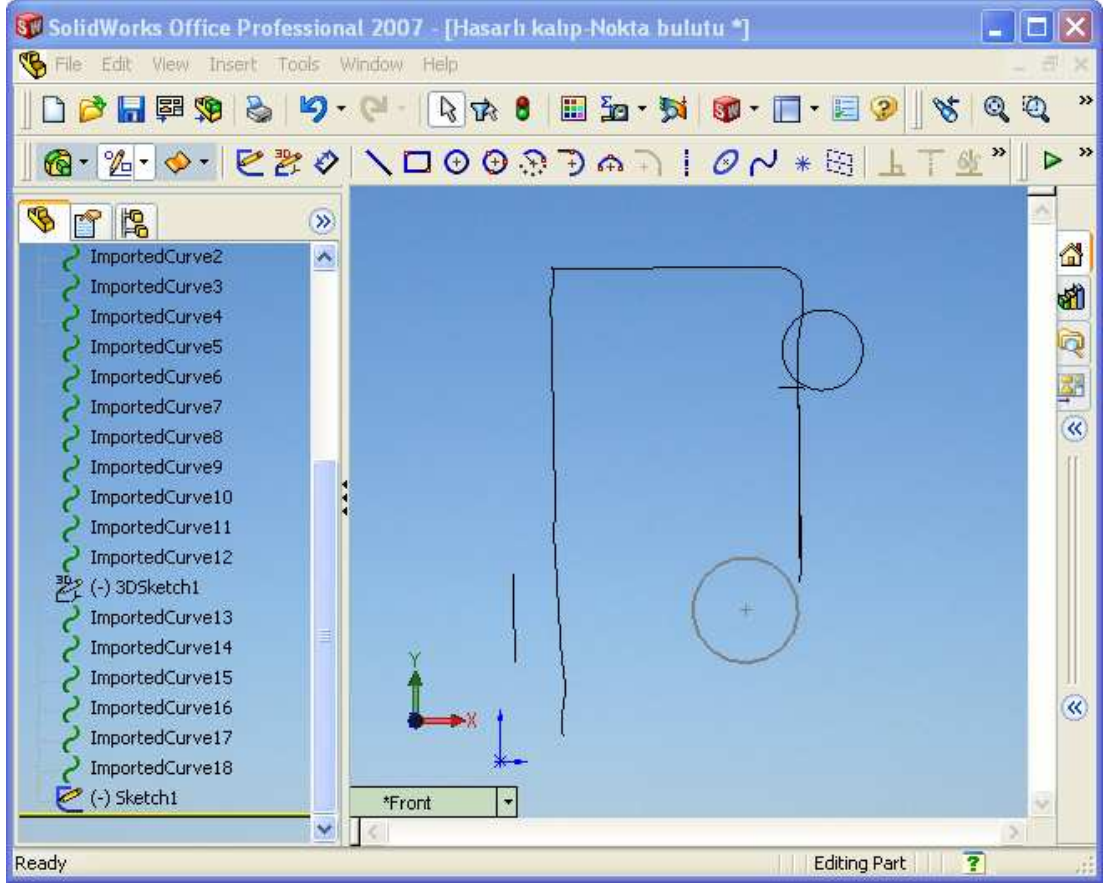 SolidWorks Office Professional 2007 - [Hasarlı kalıp-Nokta bulutu *]
File Edit View Insert Tools Window Help
ImportedCurve2
ImportedCurve3
ImportedCurve4
ImportedCurve5
ImportedCurve6
ImportedCurve7
ImportedCurve8
ImportedCurve9
ImportedCurve10
ImportedCurve11
ImportedCurve12
(-) 3DSketch1
ImportedCurve13
ImportedCurve14
ImportedCurve15
ImportedCurve16
ImportedCurve17
ImportedCurve18
(-) Sketch1
Y
X
*Front
Ready
Editing Part